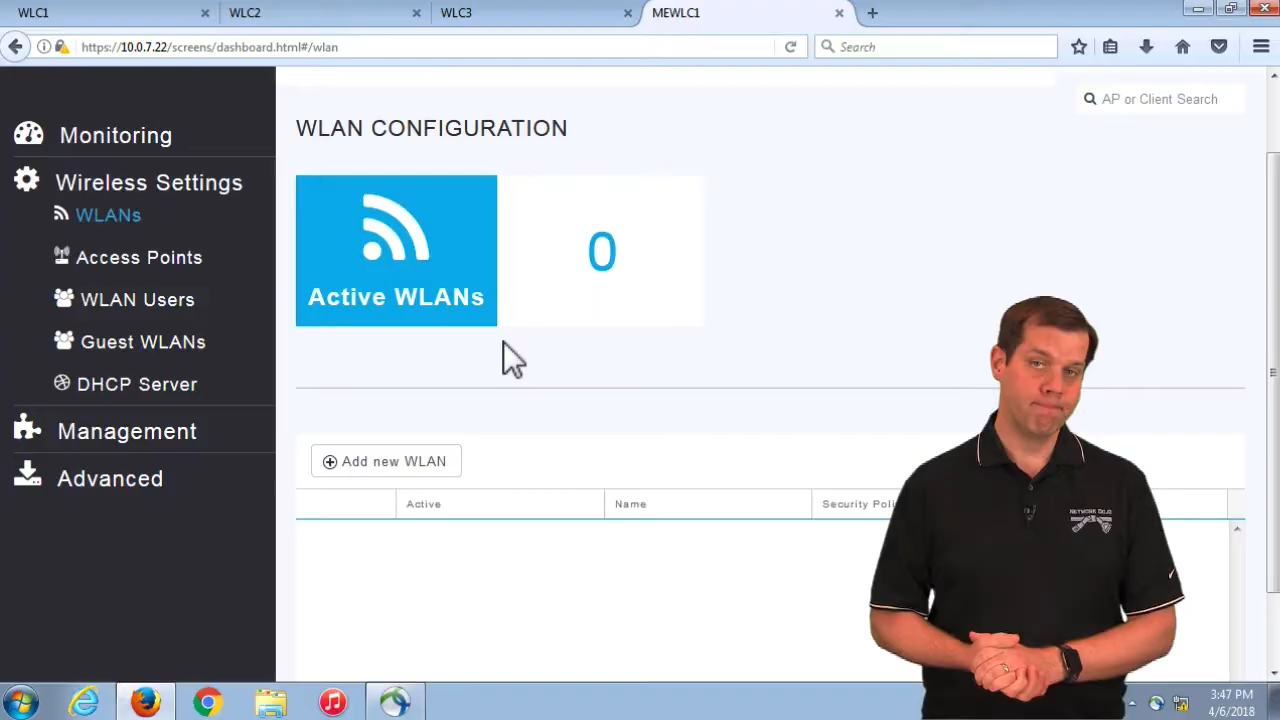 WLC1
WLC2
WLC3
MEWLC1
https://10.0.7.22/screens/dashboard.html#/wlan
Search
AP or Client Search
Monitoring
WLAN CONFIGURATION
Wireless Settings
WLANs
Access Points
0
Active WLANs
WLAN Users
Guest WLANs
DHCP Server
Management
Add new WLAN
Advanced
Active
Name
Security Poli
NETWORK DOJO
3:47 PM
4/6/2018